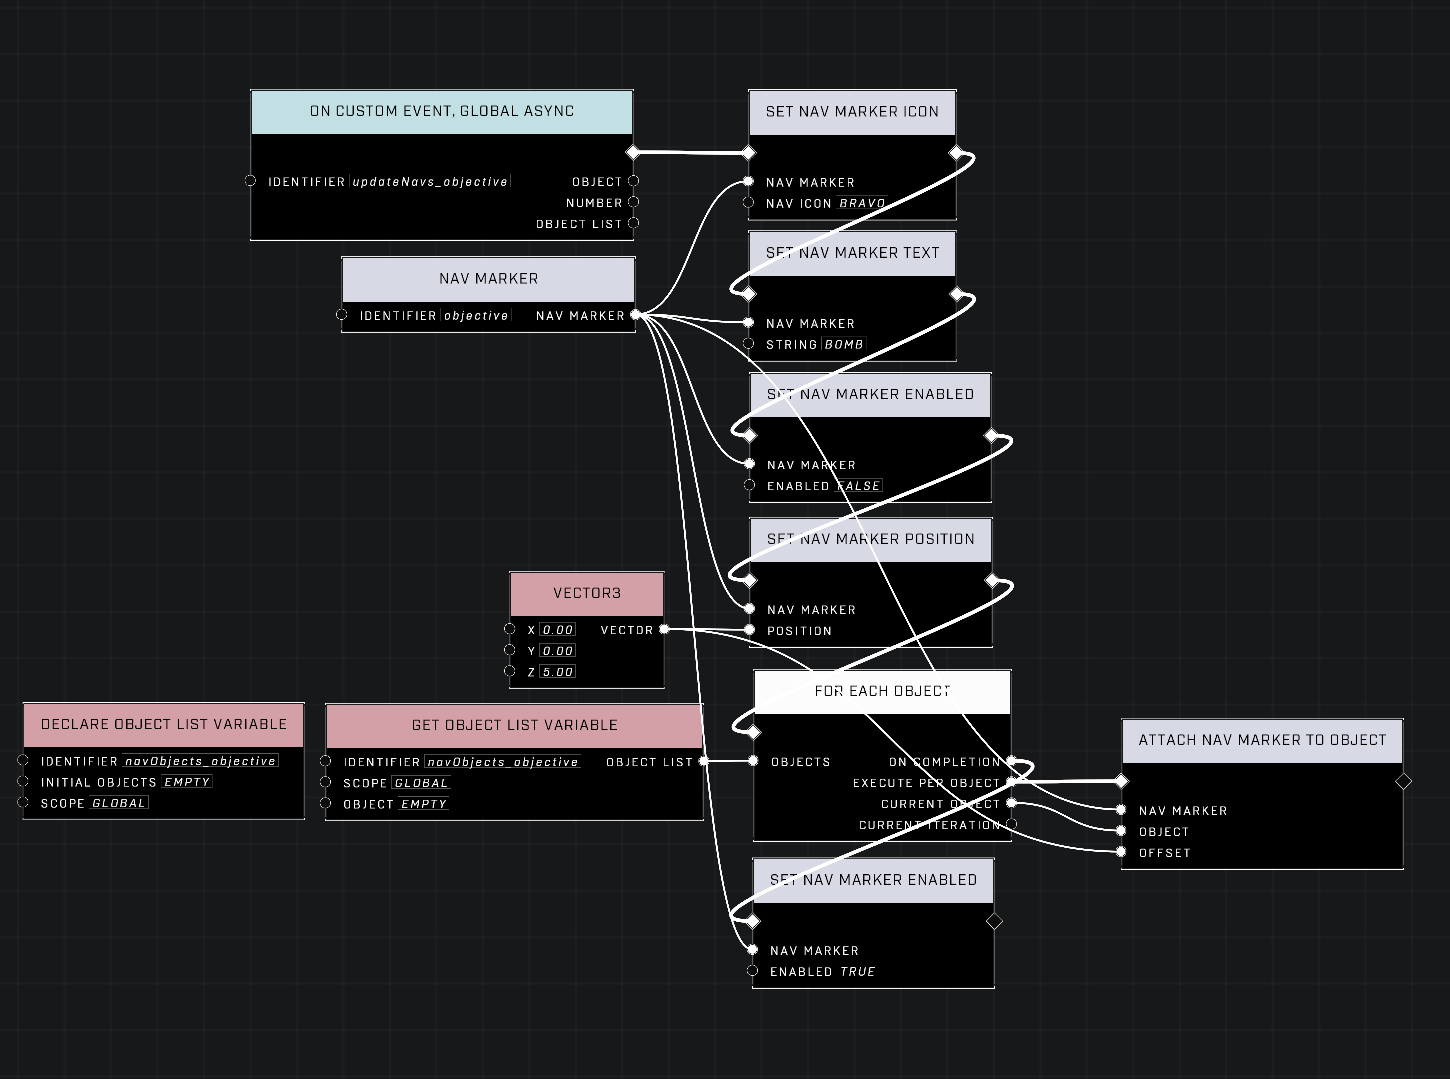 ON CUSTOM EVENT, GLOBAL ASYNC
IDENTIFIER updateNavs_objective OBJECT
NUMBER
OBJECT LIST
NAV MARKER
IDENTIFIER objective NAV MARKER
SET NAV MARKER ICON
NAV MARKER
NAV ICON BRAVO
SET NAV MARKER TEXT
NAV MARKER
STRING BOMB
SET NAV MARKER ENABLED
NAV MARKER
ENABLED FALSE
SET NAV MARKER POSITION
NAV MARKER
POSITION
VECTOR3
X 0.00 VECTOR
Y 0.00
Z 5.00
DECLARE OBJECT LIST VARIABLE
IDENTIFIER navObjects_objective
INITIAL OBJECTS EMPTY
SCOPE GLOBAL
GET OBJECT LIST VARIABLE
IDENTIFIER navObjects_objective OBJECT LIST
SCOPE GLOBAL
OBJECT EMPTY
FOR EACH OBJECT
OBJECTS ON COMPLETION
EXECUTE PER OBJECT
CURRENT OBJECT
CURRENT ITERATION
ATTACH NAV MARKER TO OBJECT
NAV MARKER
OBJECT
OFFSET
SET NAV MARKER ENABLED
NAV MARKER
ENABLED TRUE